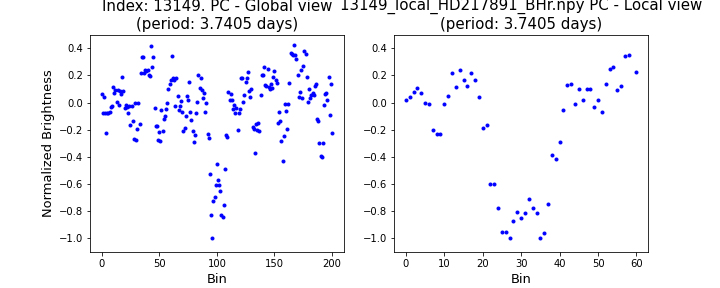 Index: 13149. PC - Global view
(period: 3.7405 days)
13149_local_HD217891_BHr.npy PC - Local view
(period: 3.7405 days)
Normalized Brightness
0.4
0.2
0.0
−0.2
−0.4
−0.6
−0.8
−1.0
0 50 100 150 200
Bin
0.4
0.2
0.0
−0.2
−0.4
−0.6
−0.8
−1.0
0 10 20 30 40 50 60
Bin